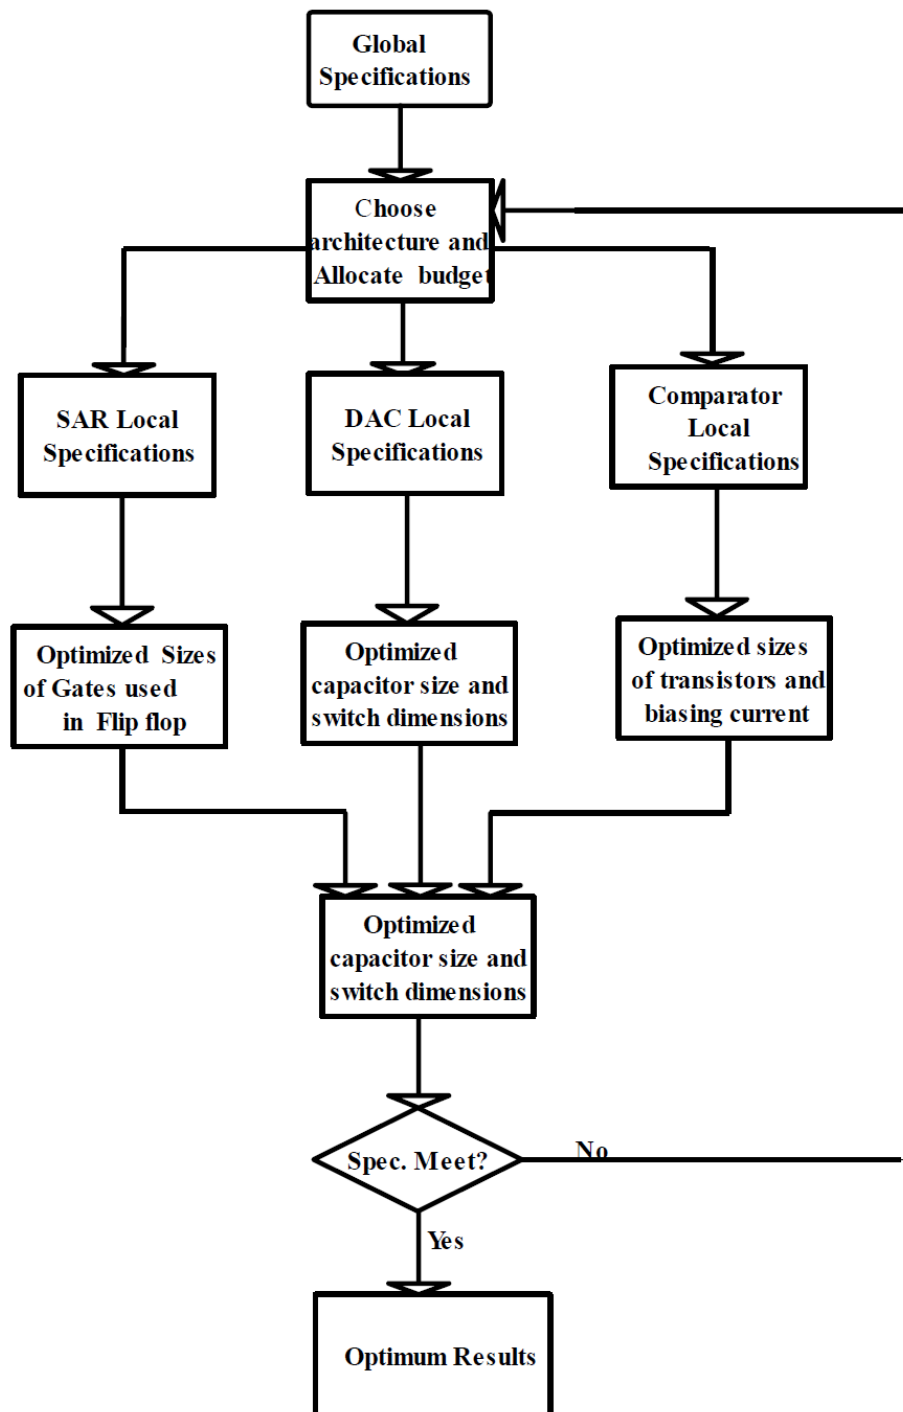 Global
Specifications
Choose
architecture and
Allocate budget
SAR Local
Specifications
DAC Local
Specifications
Comparator
Local
Specifications
Optimized Sizes
of Gates used
in Flip flop
Optimized
capacitor size and
switch dimensions
Optimized sizes
of transistors and
biasing current
Optimized
capacitor size and
switch dimensions
Spec. Meet?
No
Yes
Optimum Results